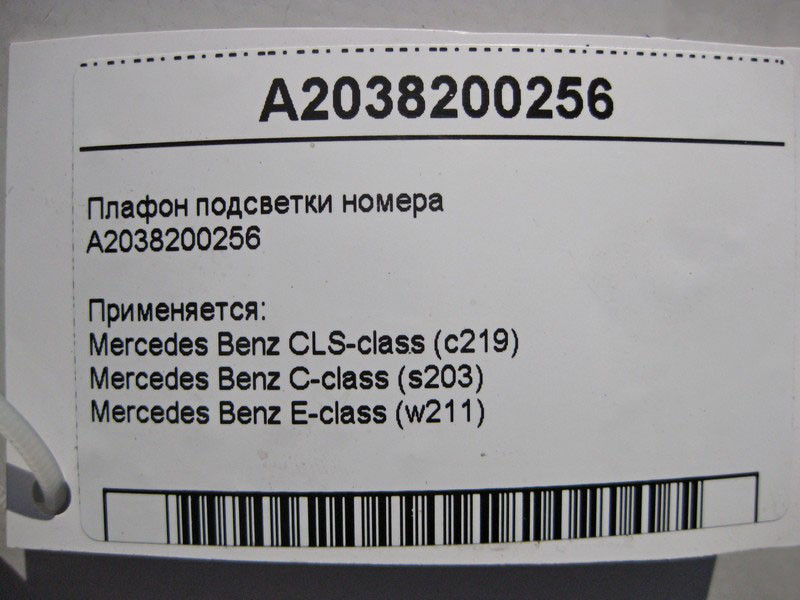 A2038200256
Плафон подсветки номера
A2038200256
Применяется:
Mercedes Benz CLS-class (c219)
Mercedes Benz C-class (s203)
Mercedes Benz E-class (w211)